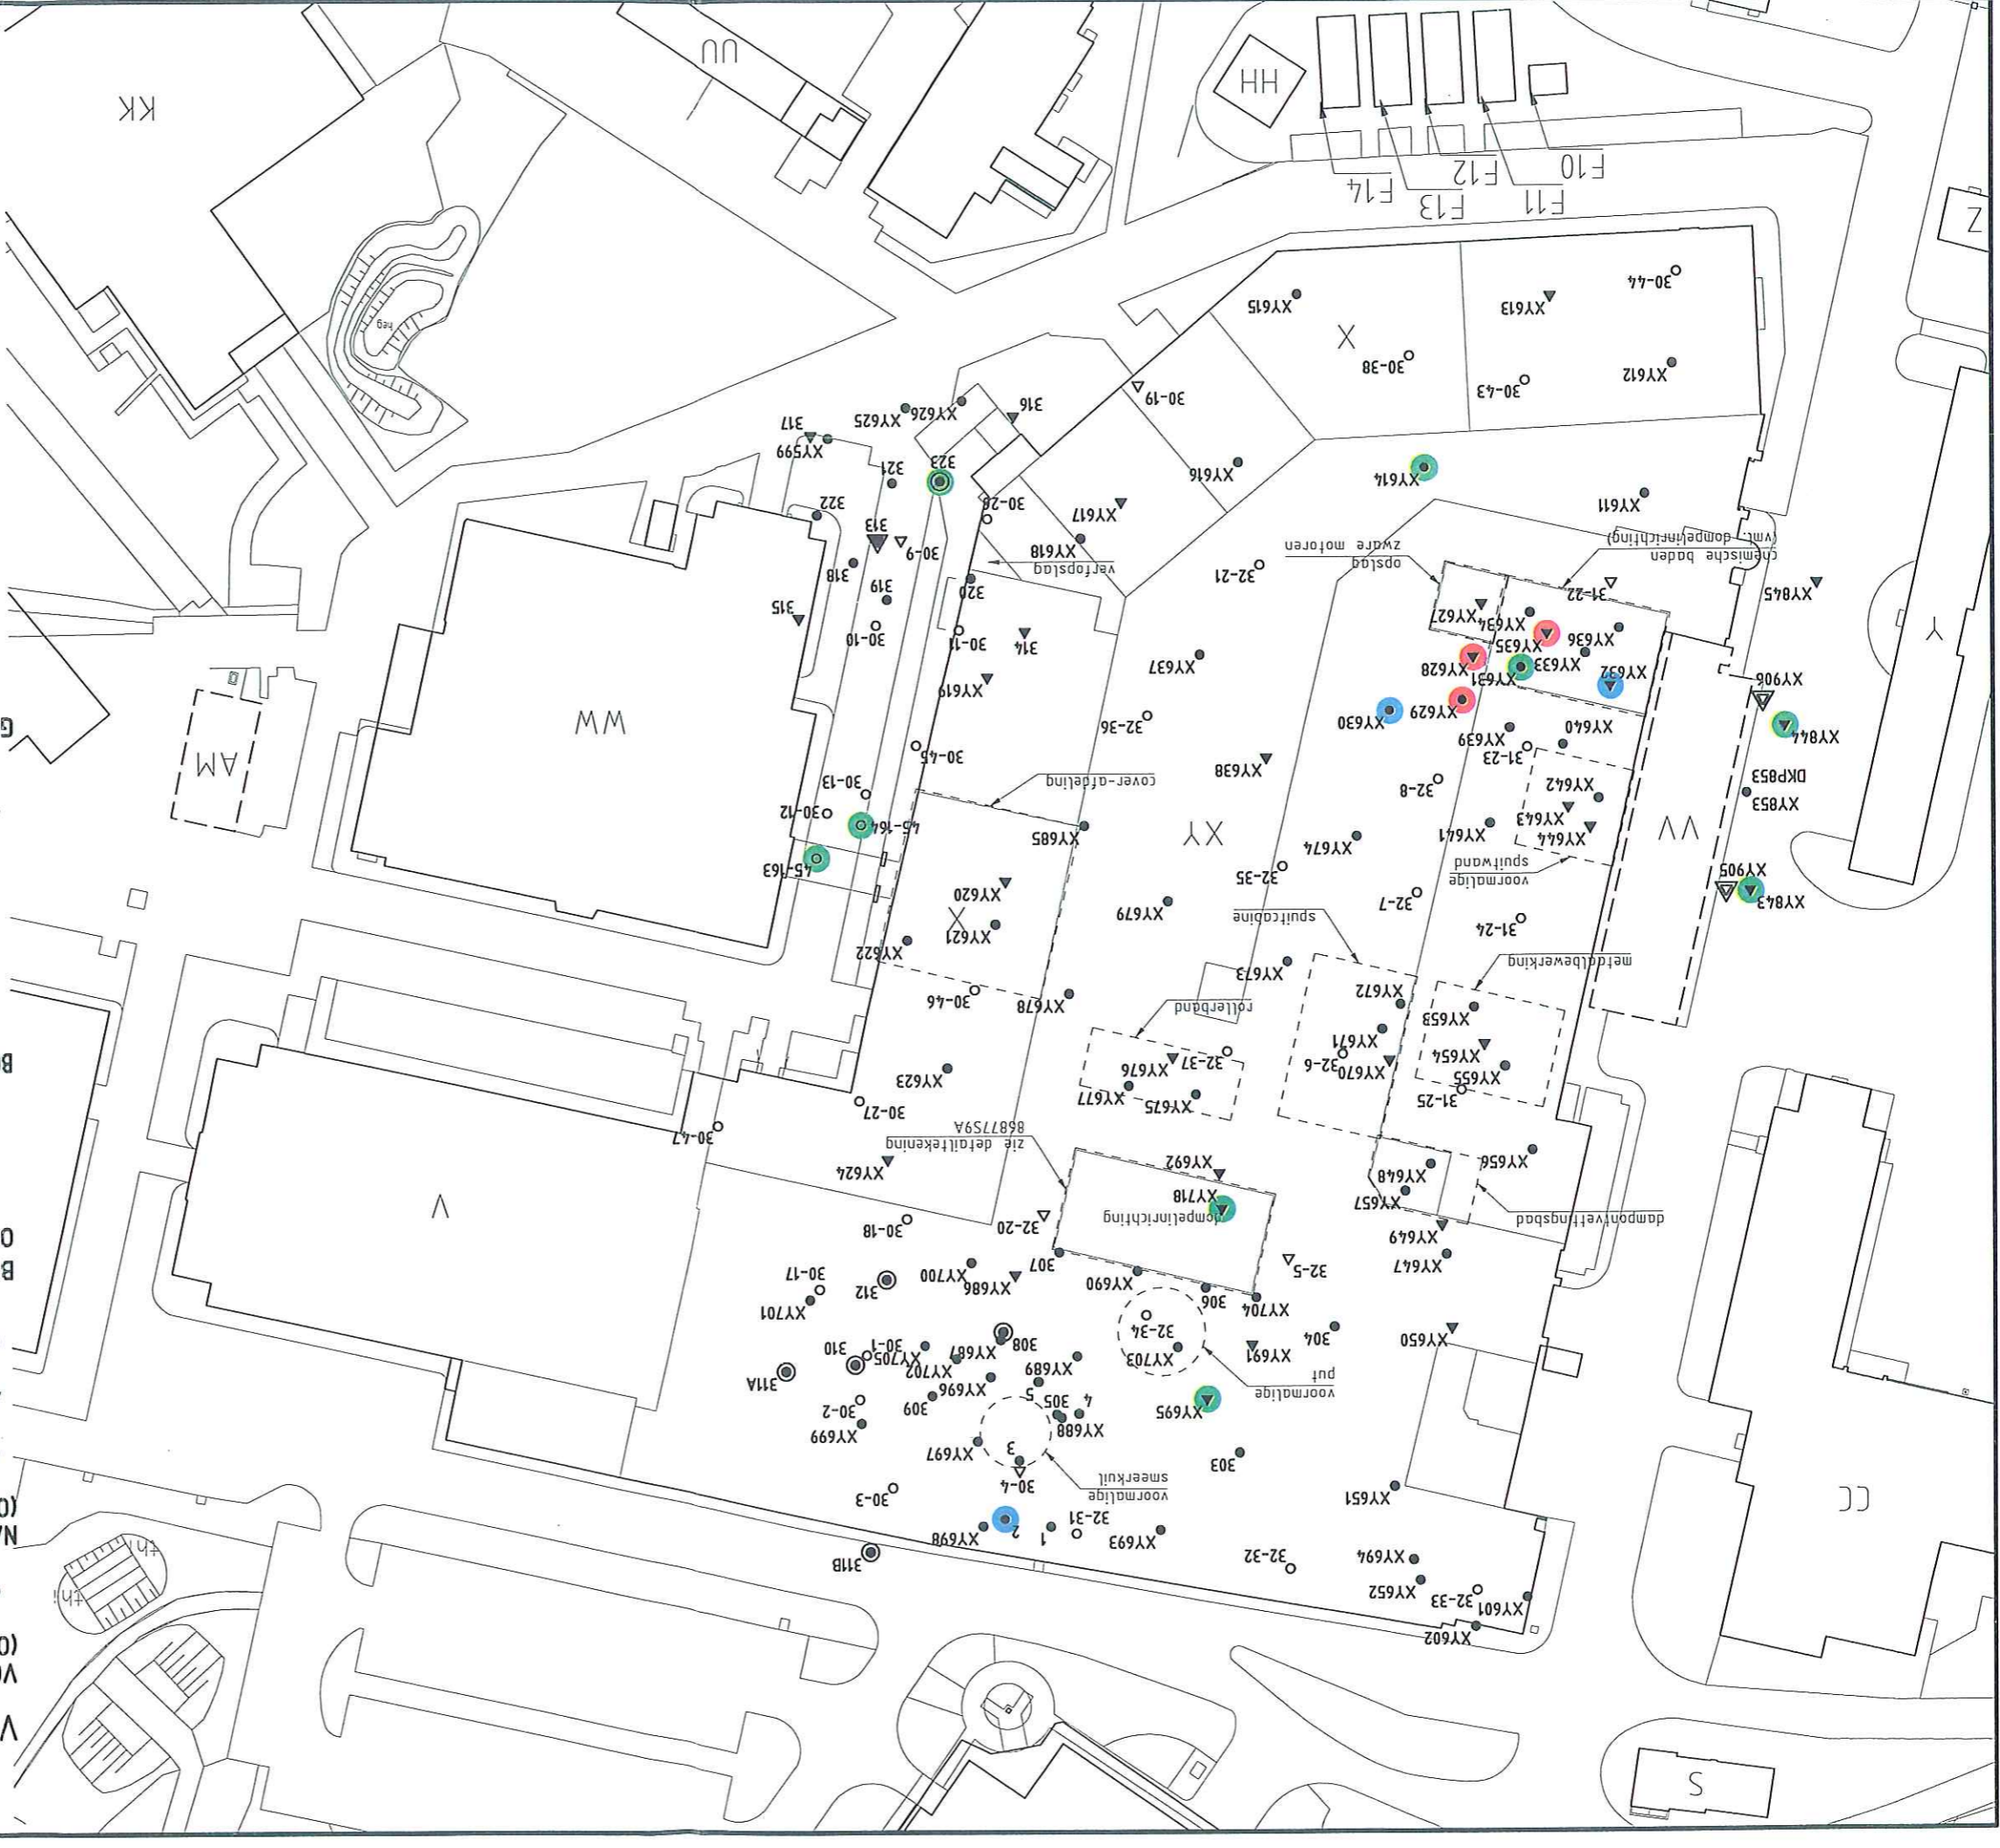 S
thi
thi
XY602
XY601
32-33
XY652
XY694
32-32
311B
XY693
32-31
1
2
XY698
CC
XY651
30-3
voormalige
smeerkuil
30-4
3
303
XY697
XY699
30-2
XY688
4
305
5
309
XY695
voormalige
put
XY696
XY689
311A
310
XY650
304
XY691
XY703
32-34
308
XY687
XY702
30-1
XY705
XY704
306
XY690
XY701
30-17
312
XY686
XY700
307
32-5
XY647
XY649
dampontvettingsbad
dompelinrichting
XY718
32-20
30-18
V
XY657
XY648
XY656
XY692
XY624
zie detailtekening
86877S9A
30-47
30-27
31-25
XY655
XY654
XY653
XY675
XY677
XY676
32-37
XY670
32-6
XY671
XY672
XY623
rollerband
XY678
30-46
XY673
metaalbewerking
XY622
XY621
X
XY620
31-24
spuitcabine
32-7
XY679
XY843
XY905
voormalige
spuitwand
32-35
45-163
XY674
XY641
XY644
XY643
XY642
VV
XY
XY685
45-164
30-12
30-13
XY853
DKP853
32-8
cover-afdeling
XY638
30-45
XY844
31-23
XY639
XY640
32-36
WW
AM
XY630
XY629
XY906
XY632
XY631
XY628
XY633
XY635
XY636
XY637
XY619
314
30-11
30-10
Y
XY634
XY627
315
319
320
318
XY845
31-22
32-21
verfopslag
chemische baden
(vmt. dompelinrichting)
opslag
zware motoren
XY618
30-9
313
XY617
30-26
322
XY611
XY614
XY616
323
321
XY599
317
XY625
XY626
316
30-19
30-43
XY612
30-38
X
XY615
XY613
30-44
heg
Z
F10
F11
F12
F13
F14
HH
UU
KK